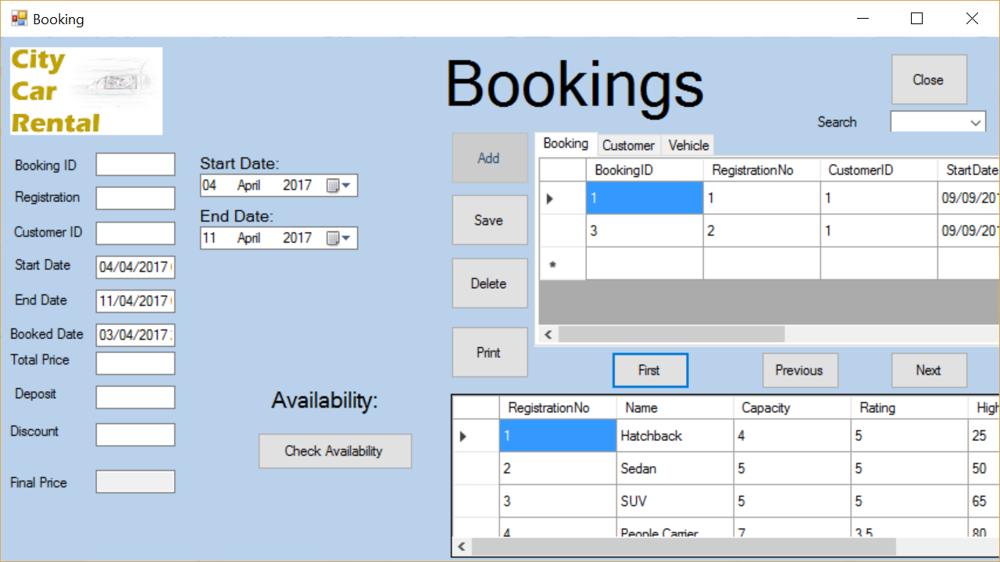 Booking
City
Car
Rental
Bookings
Close
Search
Booking ID
Registration
Customer ID
Start Date 04/04/2017
End Date 11/04/2017
Booked Date 03/04/2017
Total Price
Deposit
Discount
Final Price
Start Date:
04 April 2017
End Date:
11 April 2017
Availability:
Check Availability
Add
Save
Delete
Print
Booking Customer Vehicle
BookingID RegistrationNo CustomerID StartDate
1 1 1 09/09/201
3 2 1 09/09/201
*
First Previous Next
RegistrationNo Name Capacity Rating High
1 Hatchback 4 5 25
2 Sedan 5 5 50
3 SUV 5 5 65
4 People Carrier 7 3.5 80